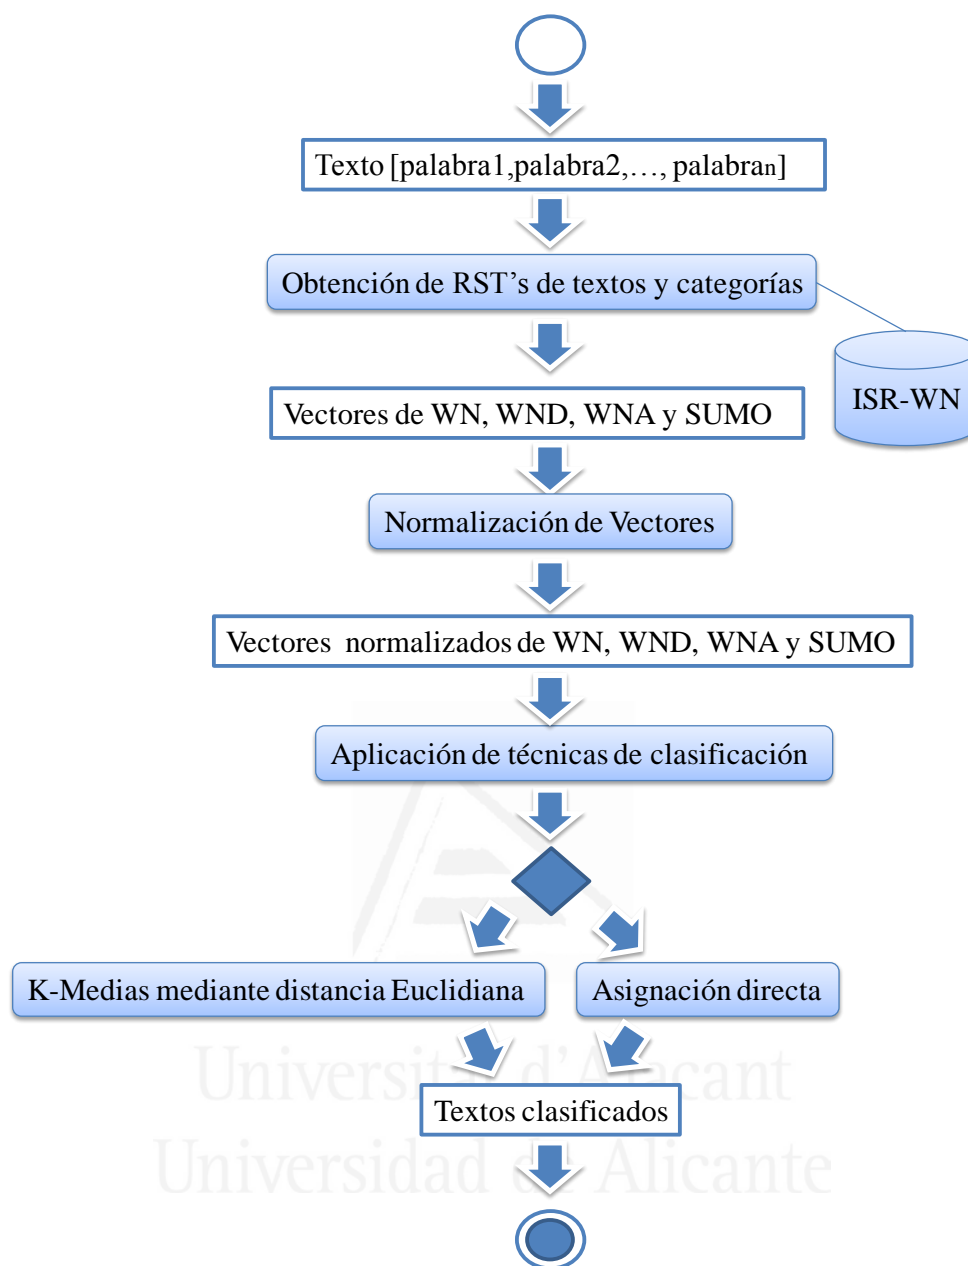 Texto [palabra1,palabra2,…, palabran]
Obtención de RST’s de textos y categorías
ISR-WN
Vectores de WN, WND, WNA y SUMO
Normalización de Vectores
Vectores normalizados de WN, WND, WNA y SUMO
Aplicación de técnicas de clasificación
K-Medias mediante distancia Euclidiana
Asignación directa
Universitat d’Alacant
Textos clasificados
Universidad de Alicante